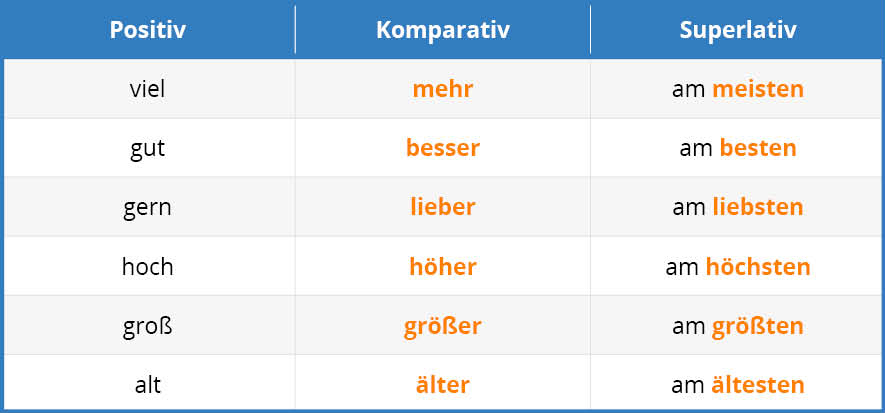 Positiv Komparativ Superlativ
viel mehr am meisten
gut besser am besten
gern lieber am liebsten
hoch höher am höchsten
groß größer am größten
alt älter am ältesten